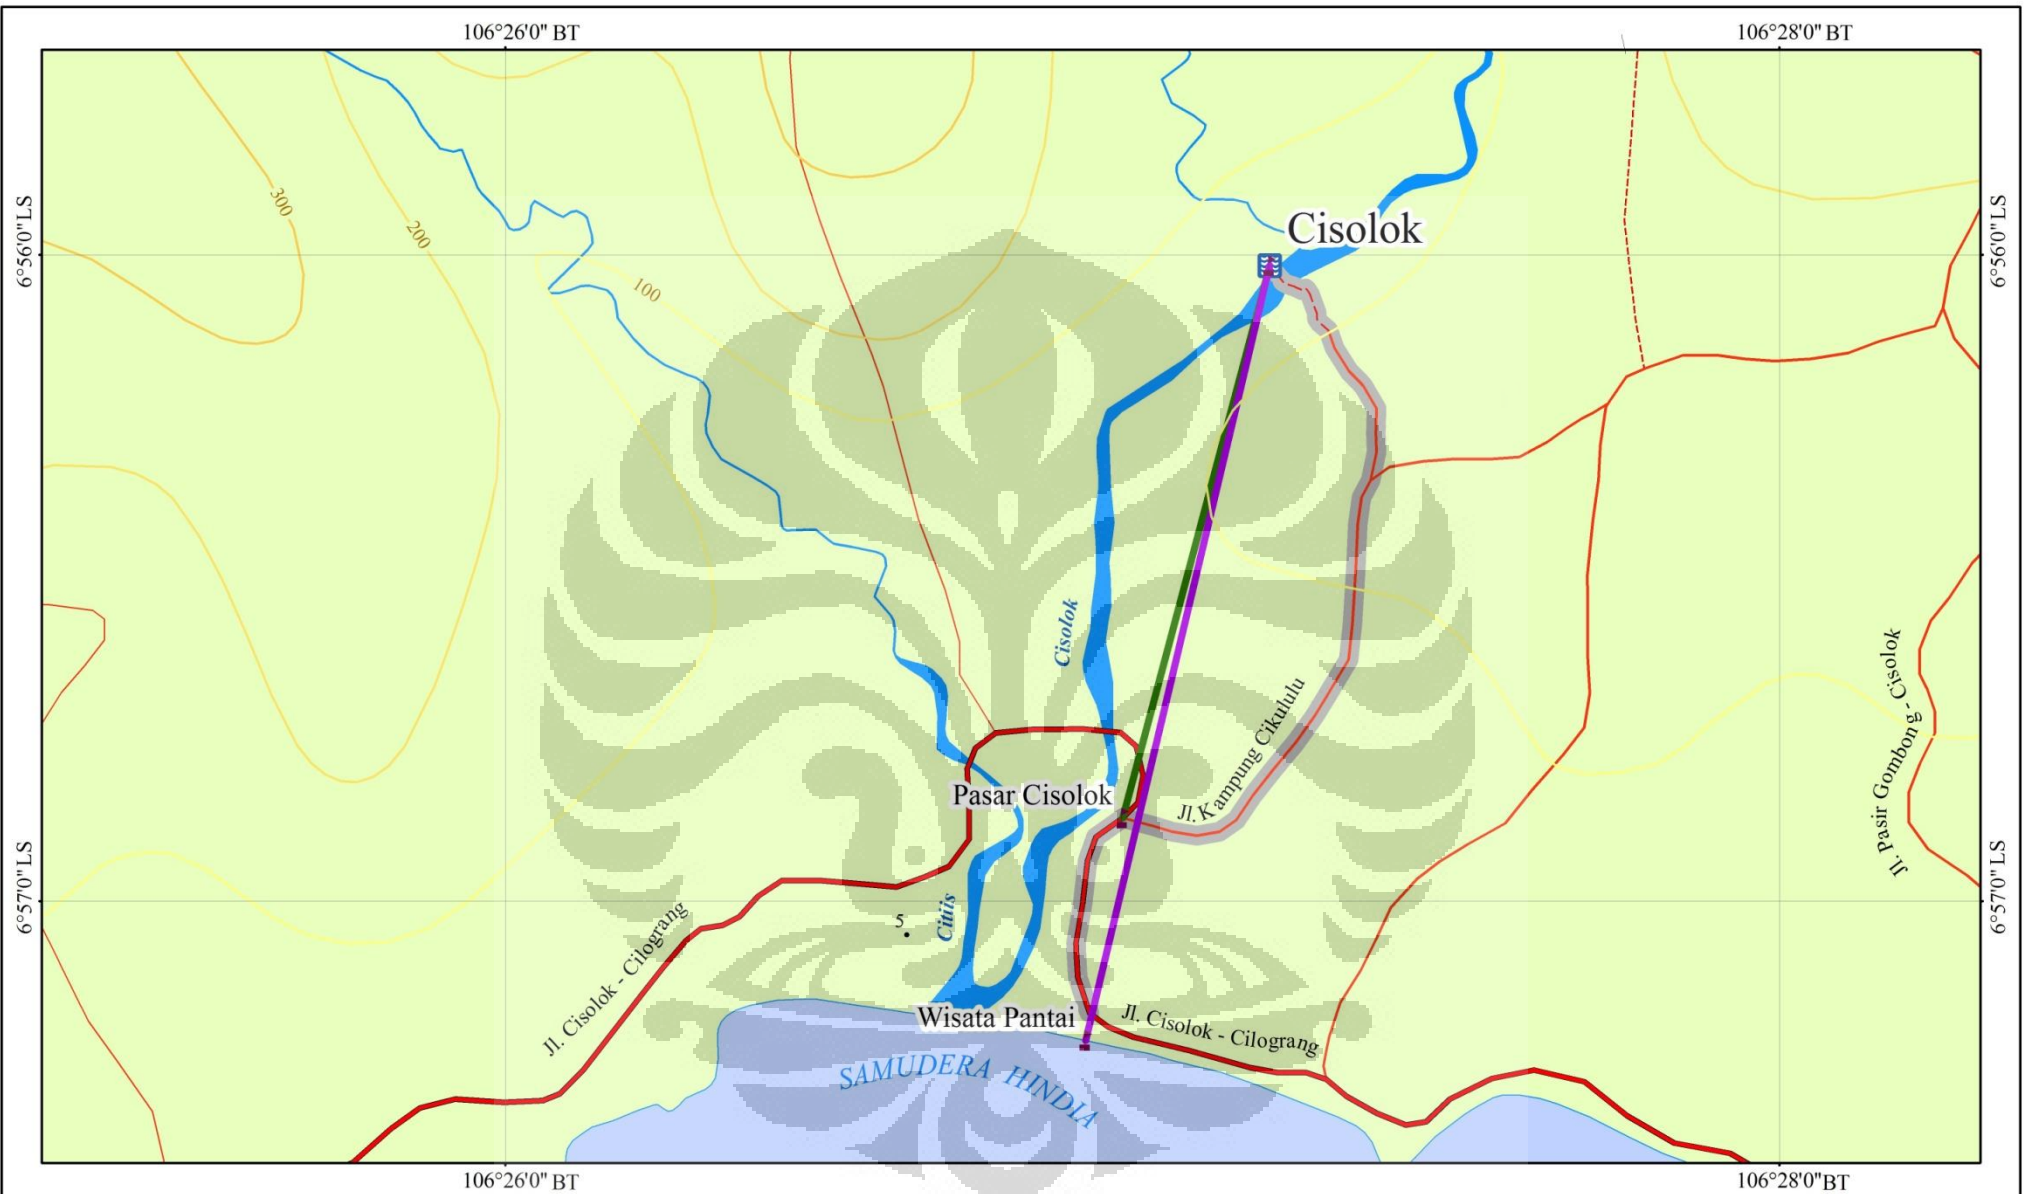 106°26'0" BT
106°28'0" BT
6°56'0" LS
6°56'0" LS
300
200
100
Cisolok
Cisolok
Jl. Kampung Cikululu
Jl. Pasir Gombong - Cisolok
Pasar Cisolok
6°57'0" LS
6°57'0" LS
5
Citiis
Jl. Cisolok - Cilograng
Wisata Pantai
Jl. Cisolok - Cilograng
SAMUDERA HINDIA
106°26'0" BT
106°28'0" BT